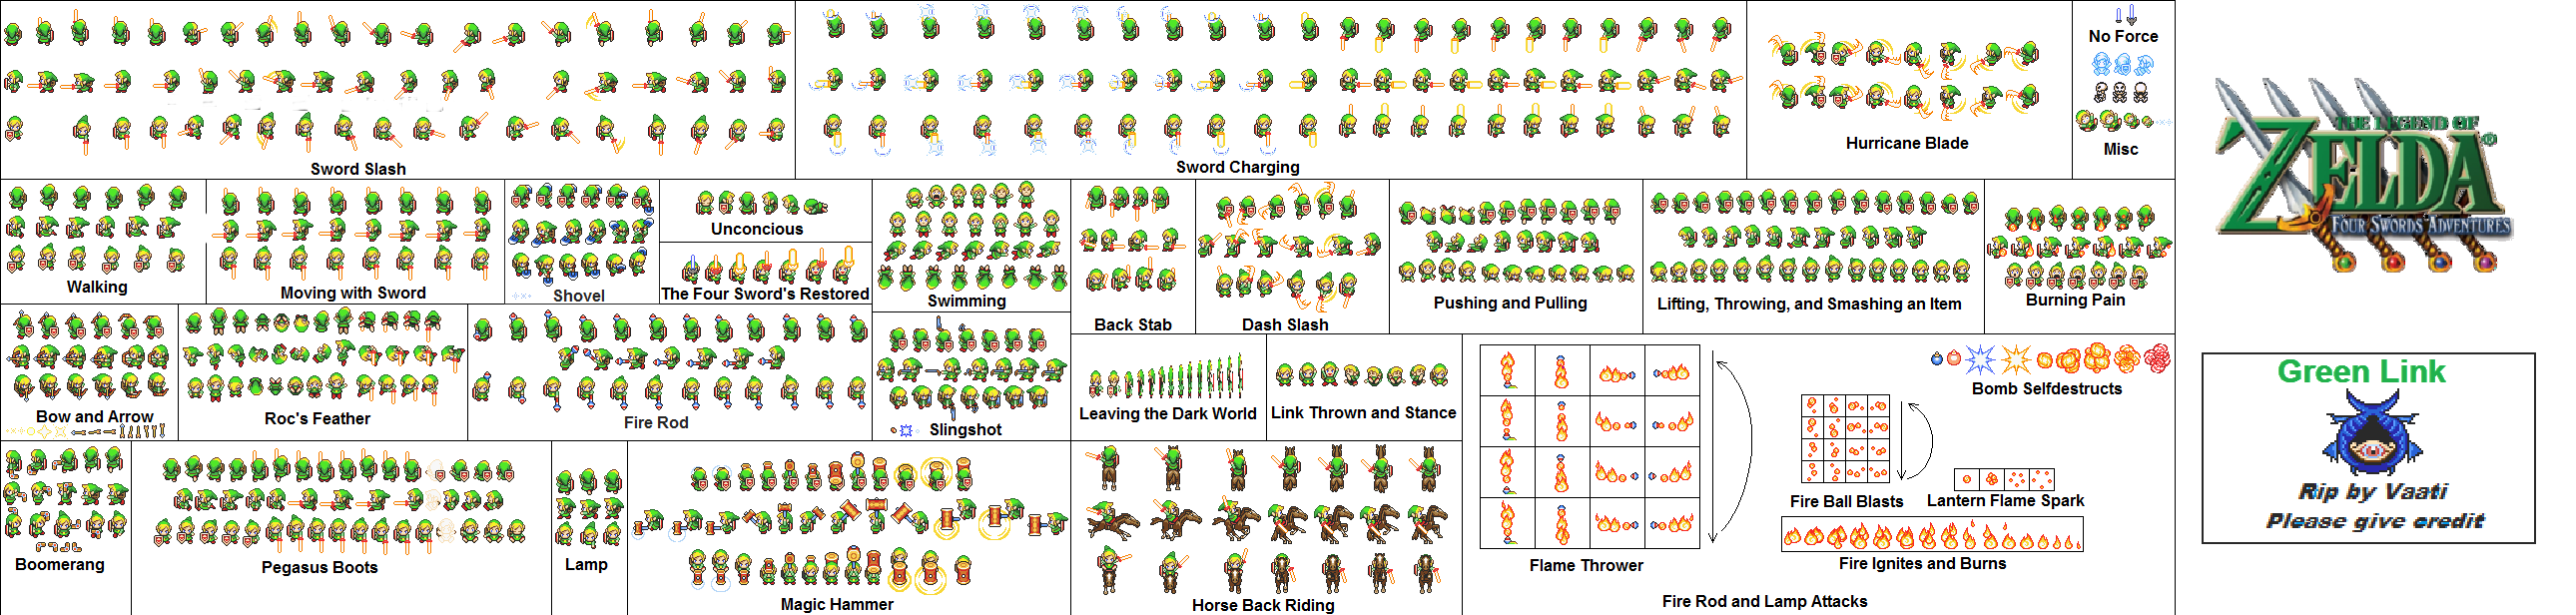 Sword Slash
Sword Charging
Hurricane Blade
No Force
Misc
THE LEGEND OF
ZELDA®
FOUR SWORDS ADVENTURES
Walking
Moving with Sword
Shovel
Unconcious
The Four Sword's Restored
Swimming
Back Stab
Dash Slash
Pushing and Pulling
Lifting, Throwing, and Smashing an Item
Burning Pain
Bow and Arrow
Roc's Feather
Fire Rod
Slingshot
Leaving the Dark World
Link Thrown and Stance
Bomb Selfdestructs
Fire Ball Blasts
Lantern Flame Spark
Flame Thrower
Fire Ignites and Burns
Fire Rod and Lamp Attacks
Boomerang
Pegasus Boots
Lamp
Magic Hammer
Horse Back Riding
Green Link
Rip by Vaati
Please give credit